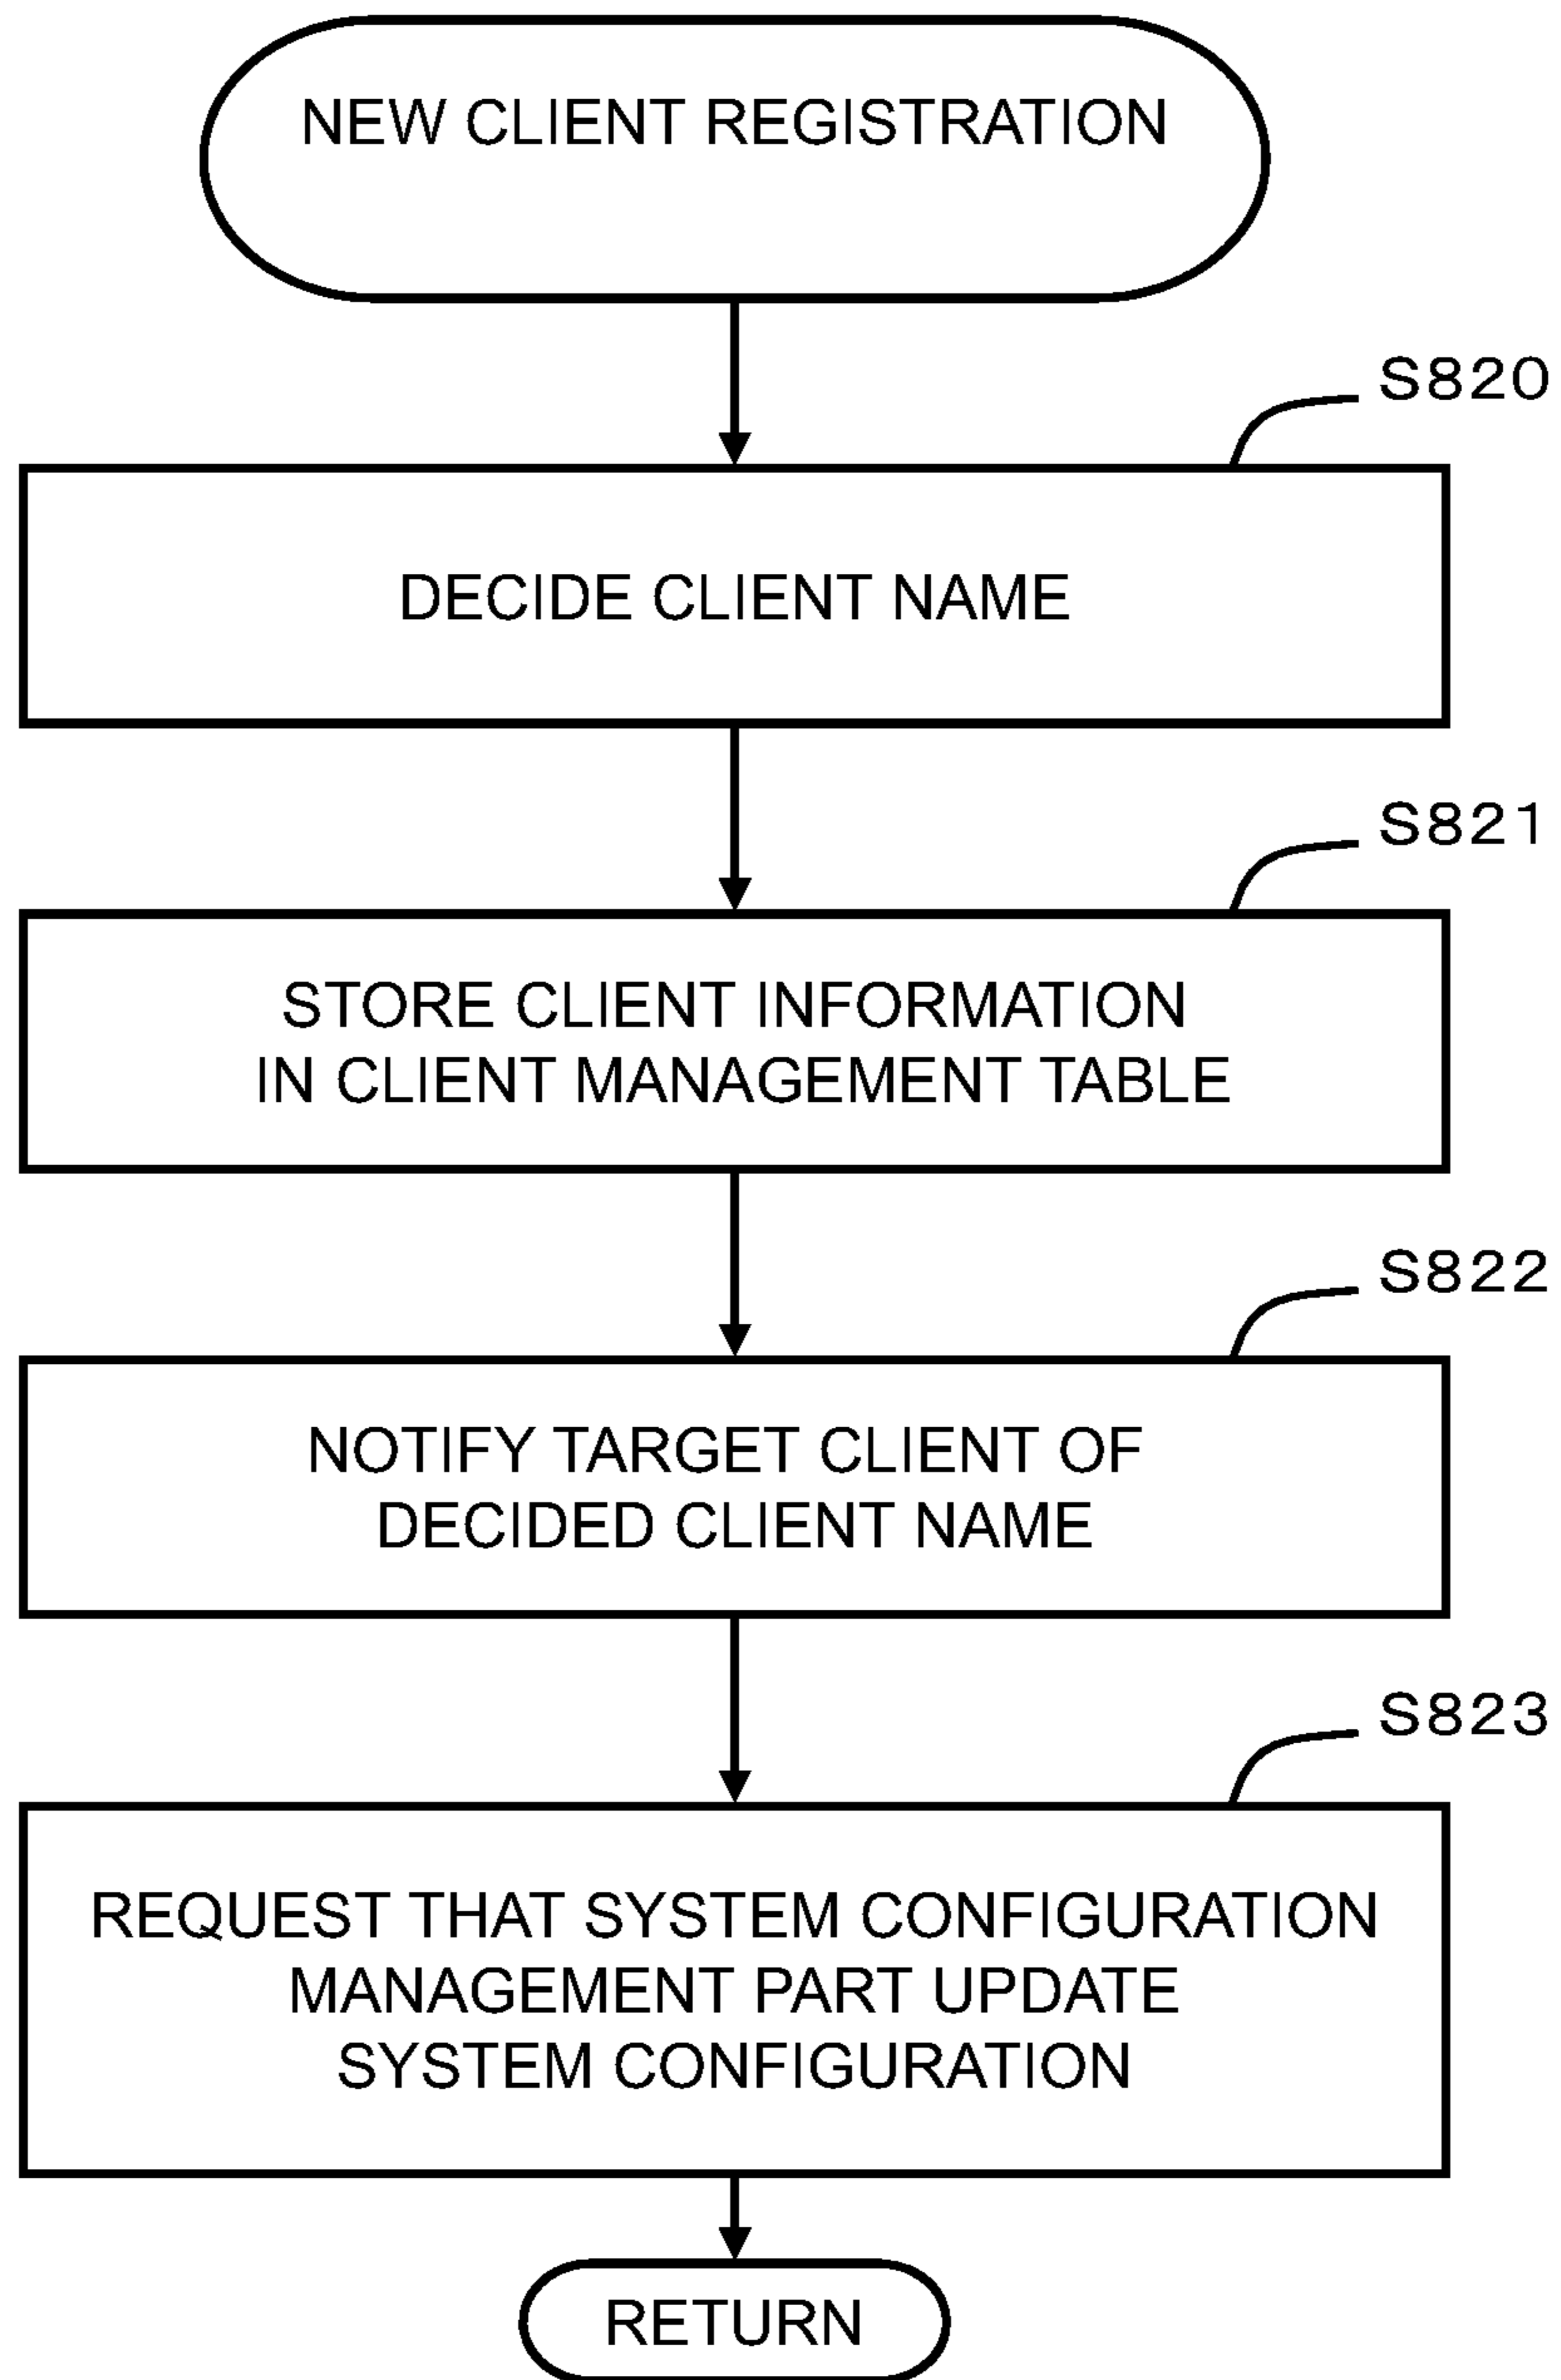 NEW CLIENT REGISTRATION
S820
DECIDE CLIENT NAME
S821
STORE CLIENT INFORMATION
IN CLIENT MANAGEMENT TABLE
S822
NOTIFY TARGET CLIENT OF
DECIDED CLIENT NAME
S823
REQUEST THAT SYSTEM CONFIGURATION
MANAGEMENT PART UPDATE
SYSTEM CONFIGURATION
RETURN